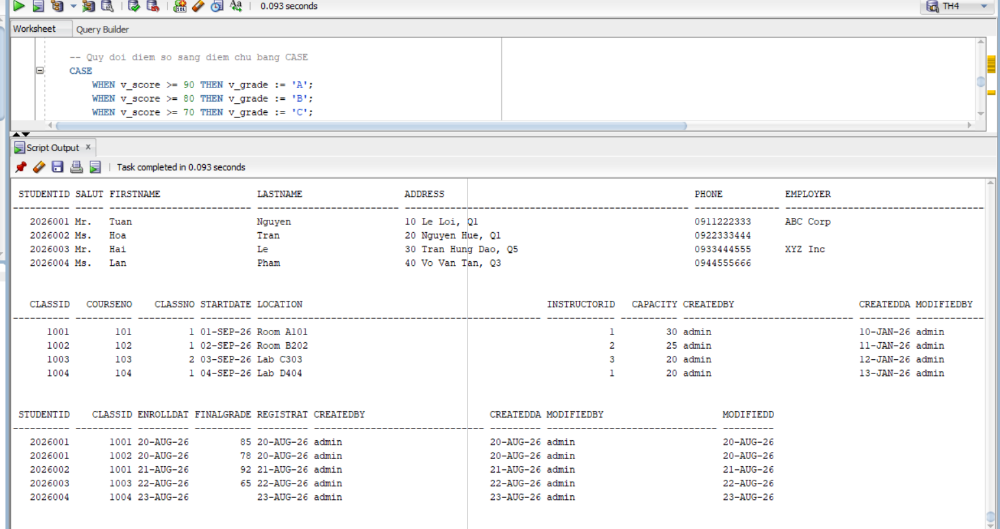 0.093 seconds
TH4
Worksheet Query Builder
-- Quy doi diem so sang diem chu bang CASE
CASE
WHEN v_score >= 90 THEN v_grade := 'A';
WHEN v_score >= 80 THEN v_grade := 'B';
WHEN v_score >= 70 THEN v_grade := 'C';
Script Output x
Task completed in 0.093 seconds
STUDENTID SALUT FIRSTNAME LASTNAME ADDRESS PHONE EMPLOYER
2026001 Mr. Tuan Nguyen 10 Le Loi, Q1 0911222333 ABC Corp
2026002 Ms. Hoa Tran 20 Nguyen Hue, Q1 0922333444
2026003 Mr. Hai Le 30 Tran Hung Dao, Q5 0933444555 XYZ Inc
2026004 Ms. Lan Pham 40 Vo Van Tan, Q3 0944555666
CLASSID COURSENO CLASSNO STARTDATE LOCATION INSTRUCTORID CAPACITY CREATEDBY CREATEDDA MODIFIEDBY
1001 101 1 01-SEP-26 Room A101 1 30 admin 10-JAN-26 admin
1002 102 1 02-SEP-26 Room B202 2 25 admin 11-JAN-26 admin
1003 103 2 03-SEP-26 Lab C303 3 20 admin 12-JAN-26 admin
1004 104 1 04-SEP-26 Lab D404 1 20 admin 13-JAN-26 admin
STUDENTID CLASSID ENROLLDAT FINALGRADE REGISTRAT CREATEDBY CREATEDDA MODIFIEDBY MODIFIEDD
2026001 1001 20-AUG-26 85 20-AUG-26 admin 20-AUG-26 admin 20-AUG-26
2026001 1002 20-AUG-26 78 20-AUG-26 admin 20-AUG-26 admin 20-AUG-26
2026002 1001 21-AUG-26 92 21-AUG-26 admin 21-AUG-26 admin 21-AUG-26
2026003 1003 22-AUG-26 65 22-AUG-26 admin 22-AUG-26 admin 22-AUG-26
2026004 1004 23-AUG-26 23-AUG-26 admin 23-AUG-26 admin 23-AUG-26